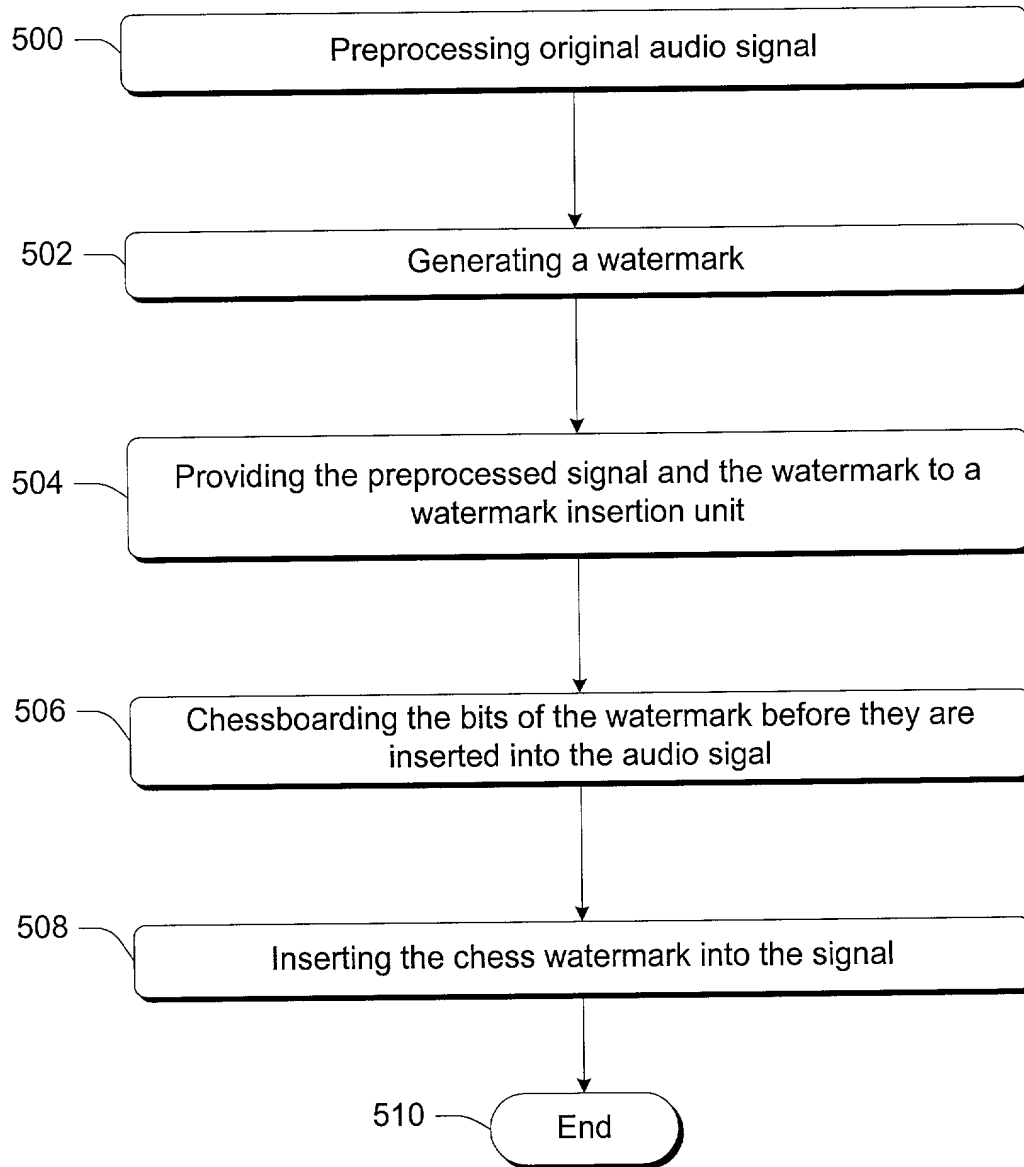 500
Preprocessing original audio signal
502
Generating a watermark
504
Providing the preprocessed signal and the watermark to a
watermark insertion unit
506
Chessboarding the bits of the watermark before they are
inserted into the audio sigal
508
Inserting the chess watermark into the signal
510
End